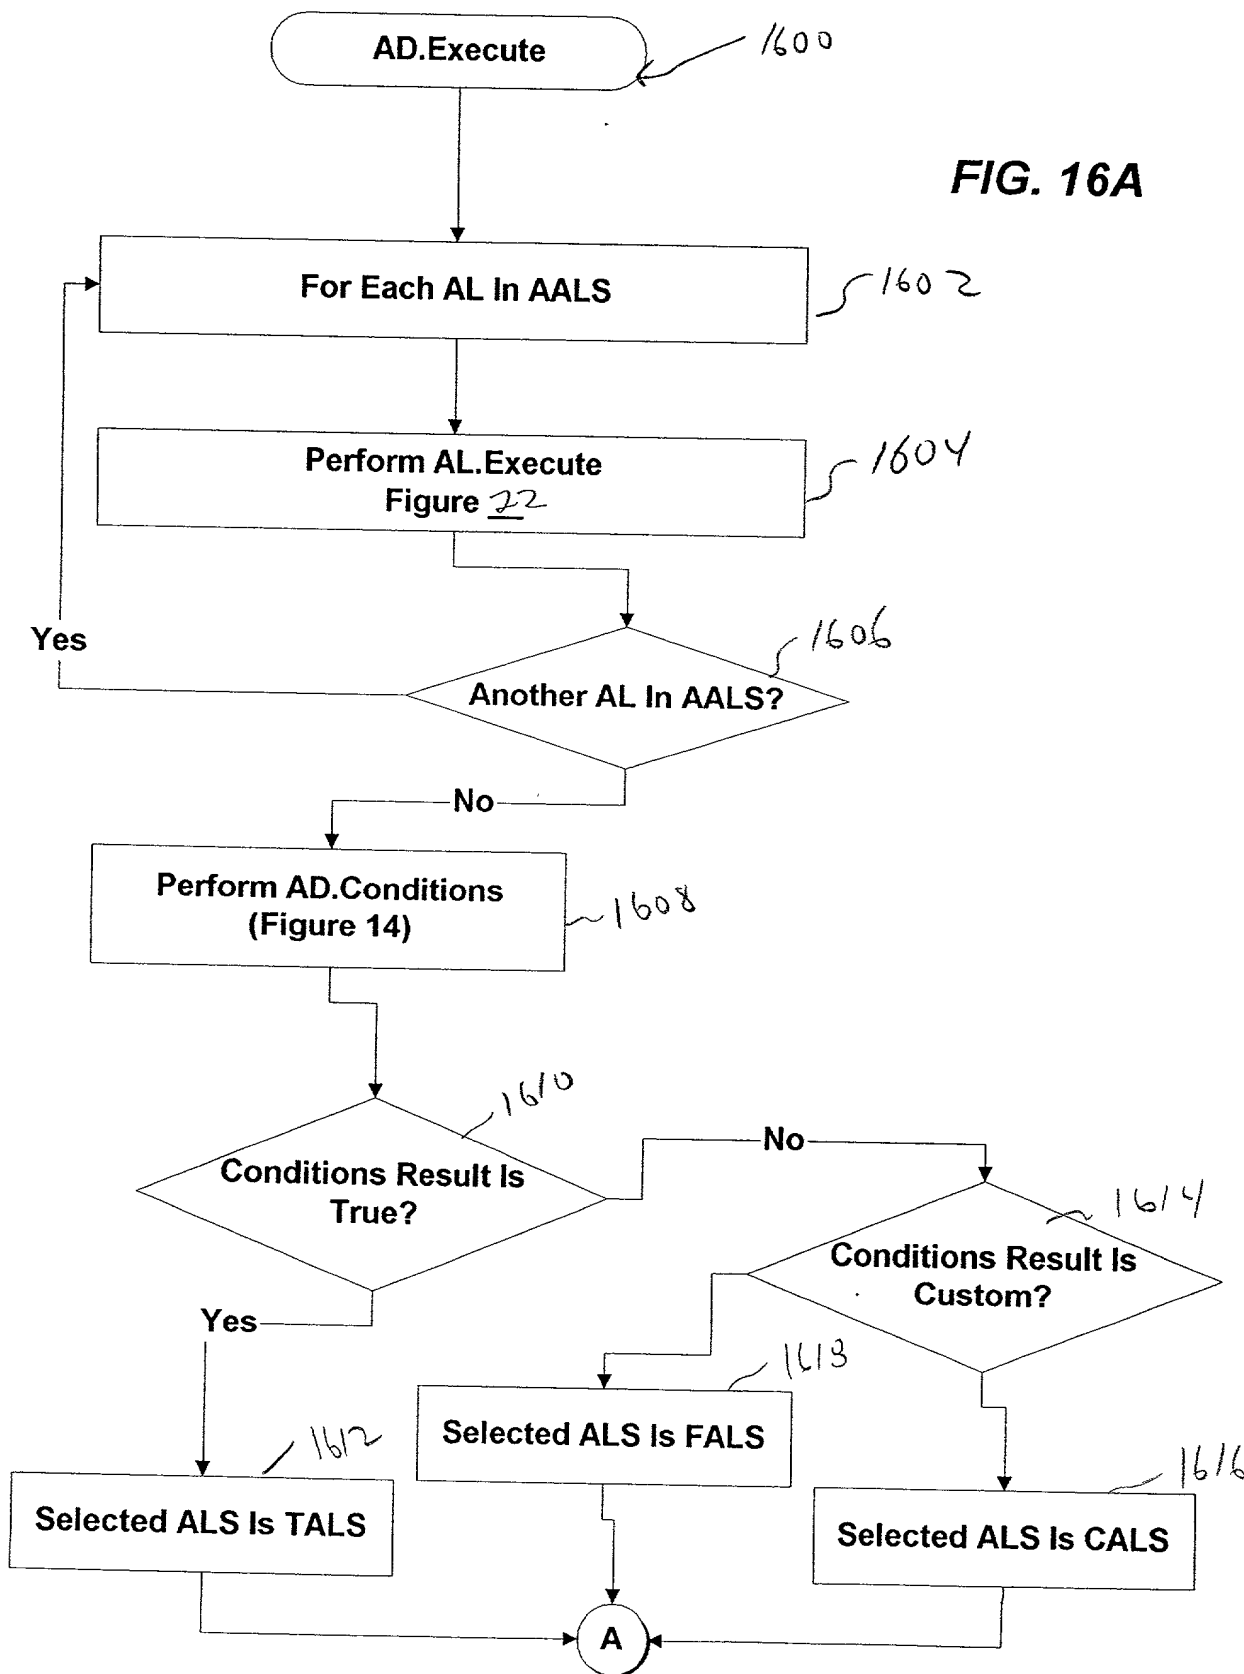 AD.Execute
1600
FIG. 16A
For Each AL In AALS
1602
Perform AL.Execute
1604
Figure 22
Yes
1606
Another AL In AALS?
No
Perform AD.Conditions
(Figure 14)
1608
1610
No
Conditions Result Is
True?
1614
Conditions Result Is
Custom?
Yes
1618
Selected ALS Is FALS
1612
1616
Selected ALS Is TALS
Selected ALS Is CALS
A